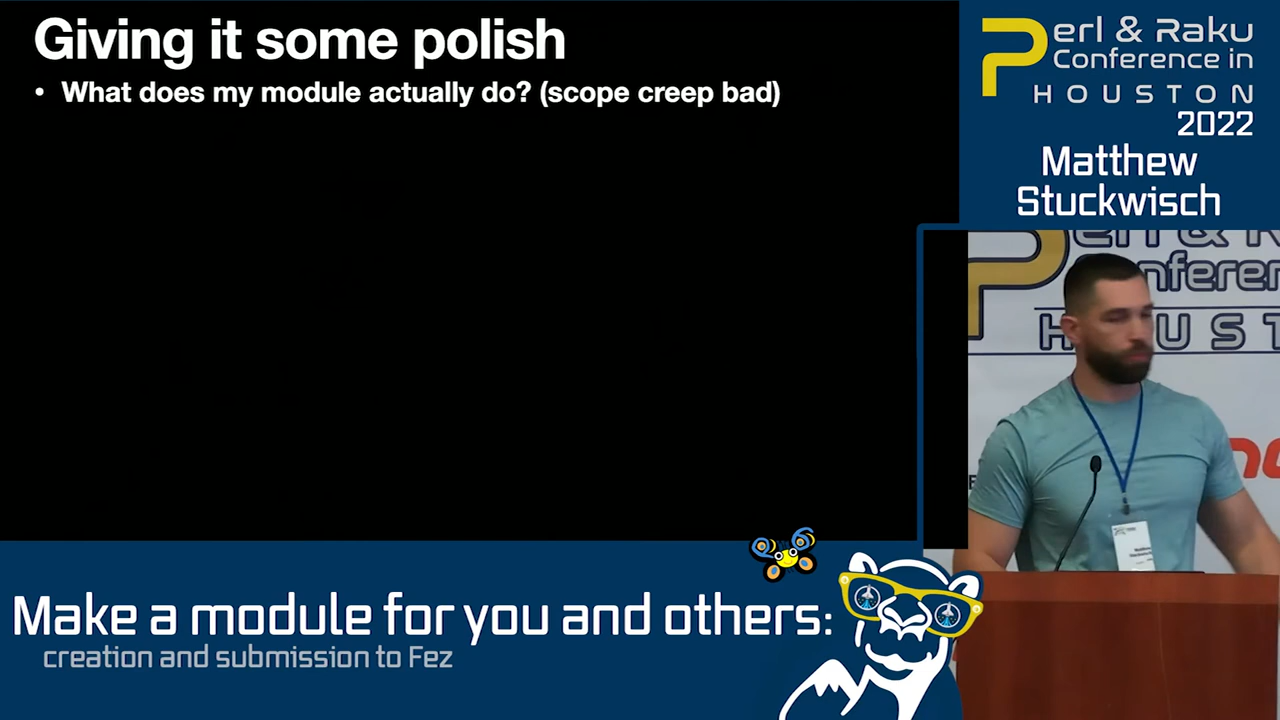 Giving it some polish
• What does my module actually do? (scope creep bad)
Perl & Raku
Conference in
HOUSTON
2022
Matthew
Stuckwisch
Make a module for you and others:
creation and submission to Fez